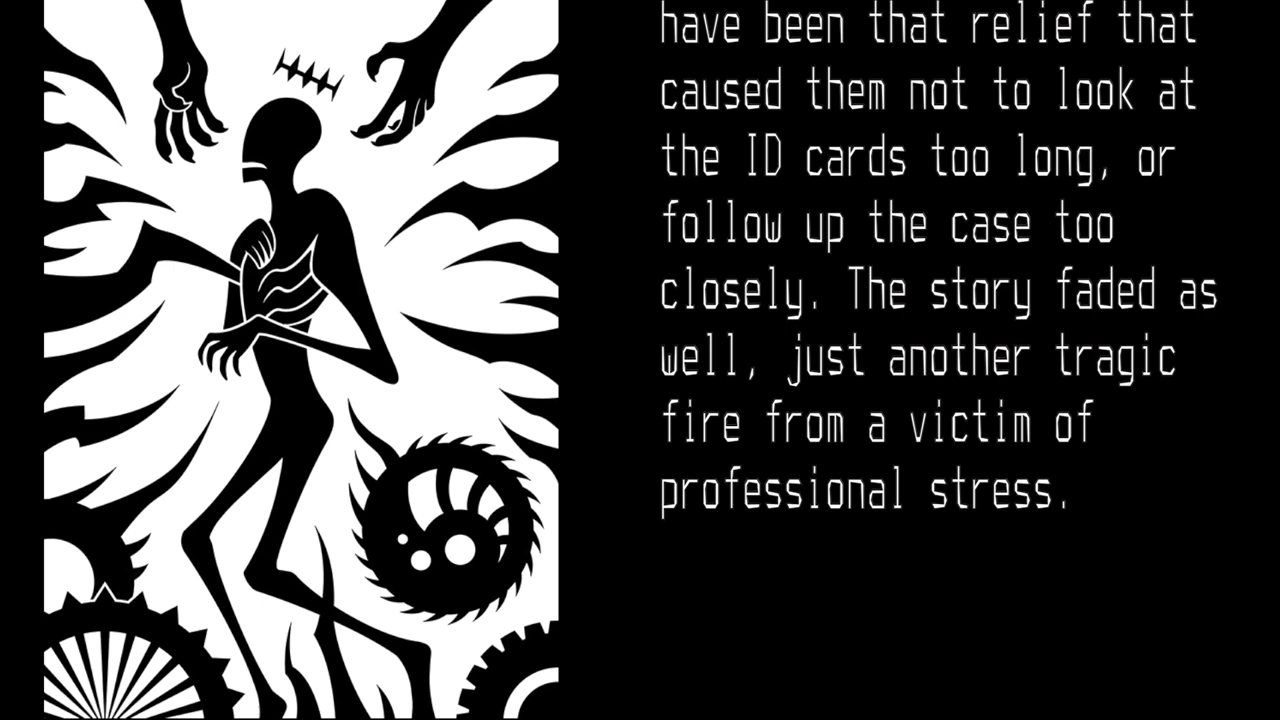 have been that relief that
caused them not to look at
the ID cards too long, or
follow up the case too
closely. The story faded as
well, just another tragic
fire from a victim of
professional stress.